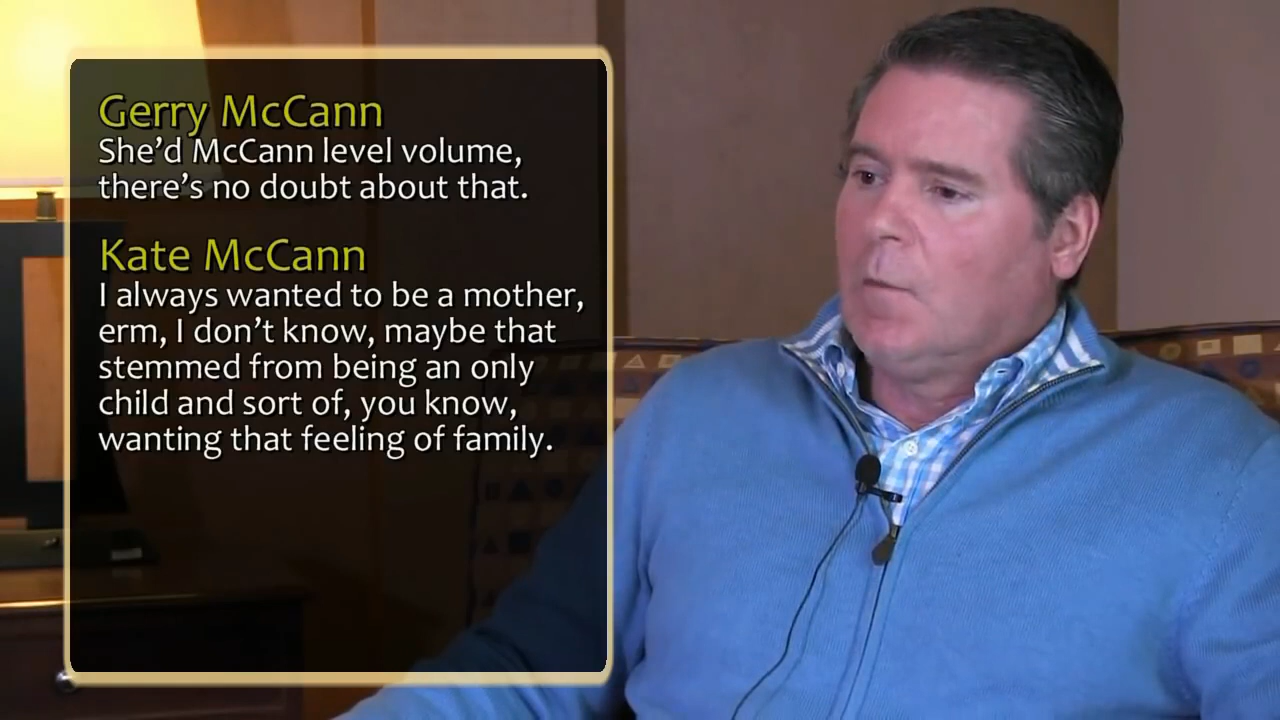 Gerry McCann
She'd McCann level volume,
there's no doubt about that.
Kate McCann
I always wanted to be a mother,
erm, I don't know, maybe that
stemmed from being an only
child and sort of, you know,
wanting that feeling of family.